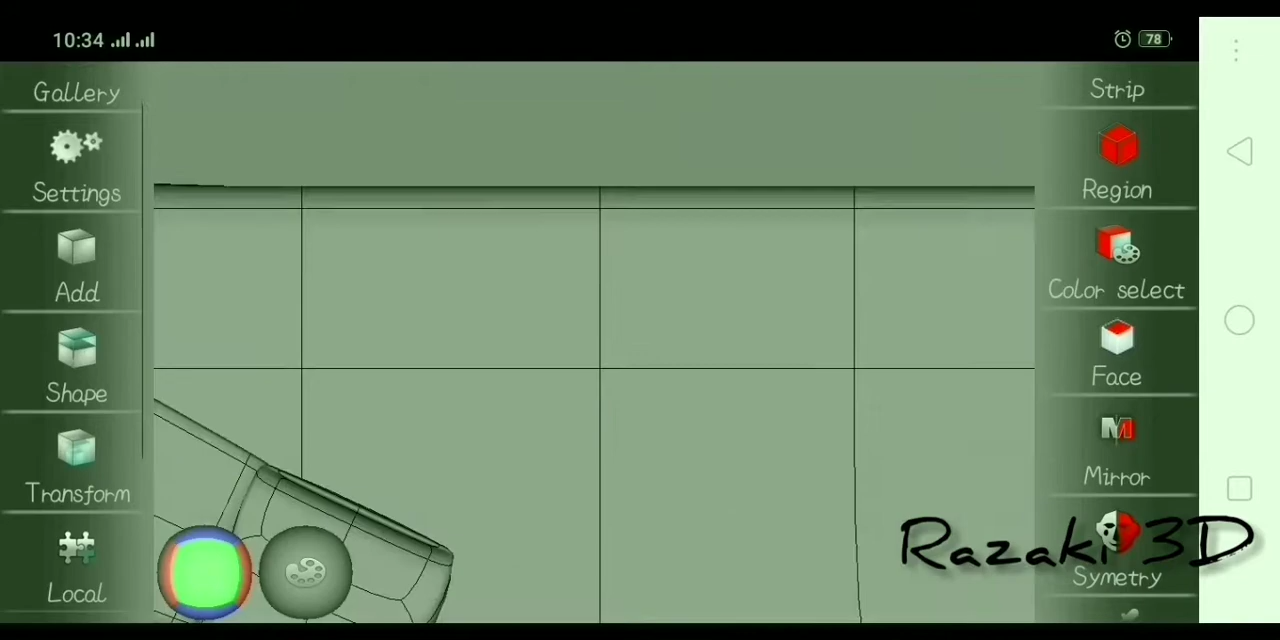 10:34
78
Gallery
Settings
Add
Shape
Transform
Local
Strip
Region
Color select
Face
M
Mirror
Symetry
Razaki 3D